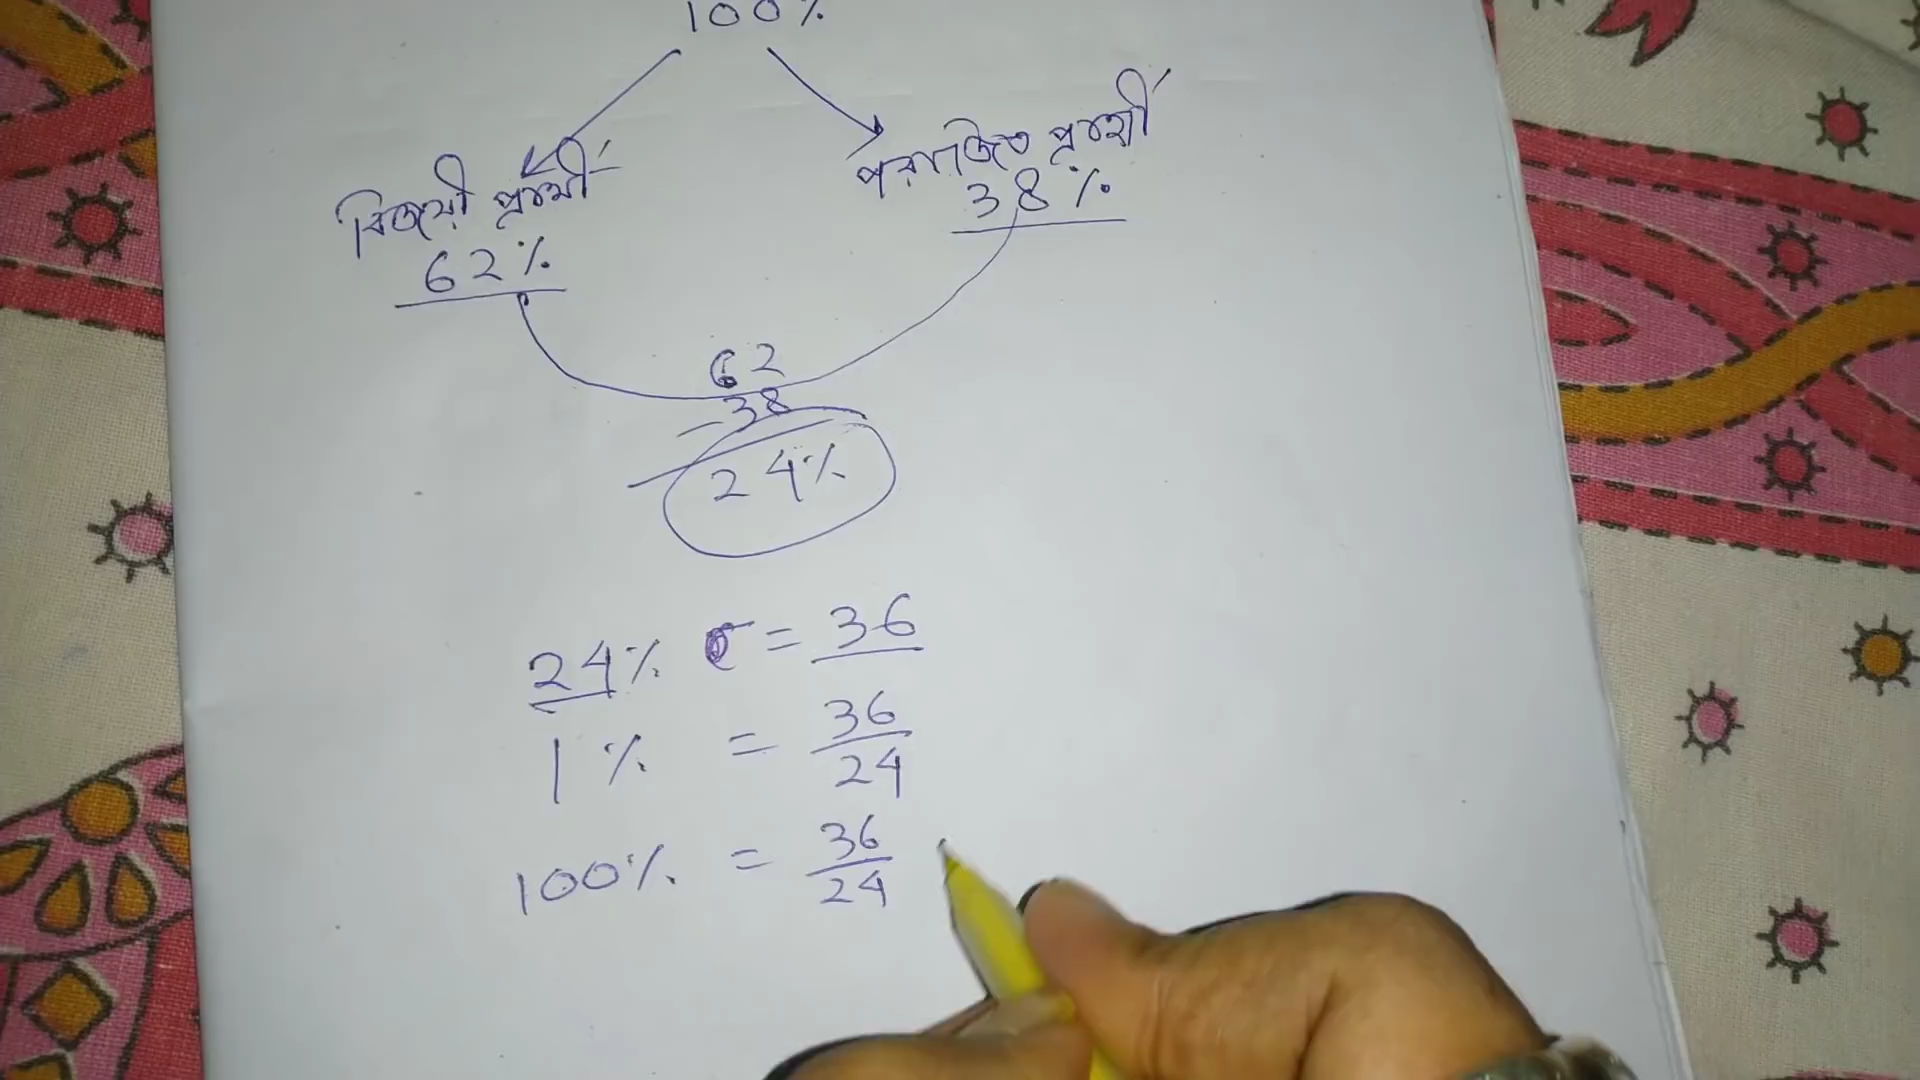 100%
পরাজিত প্রার্থী
38%
বিজয়ী প্রার্থী
62%
62
- 38
24%
24% = 36
1% = 36/24
100% = 36/24